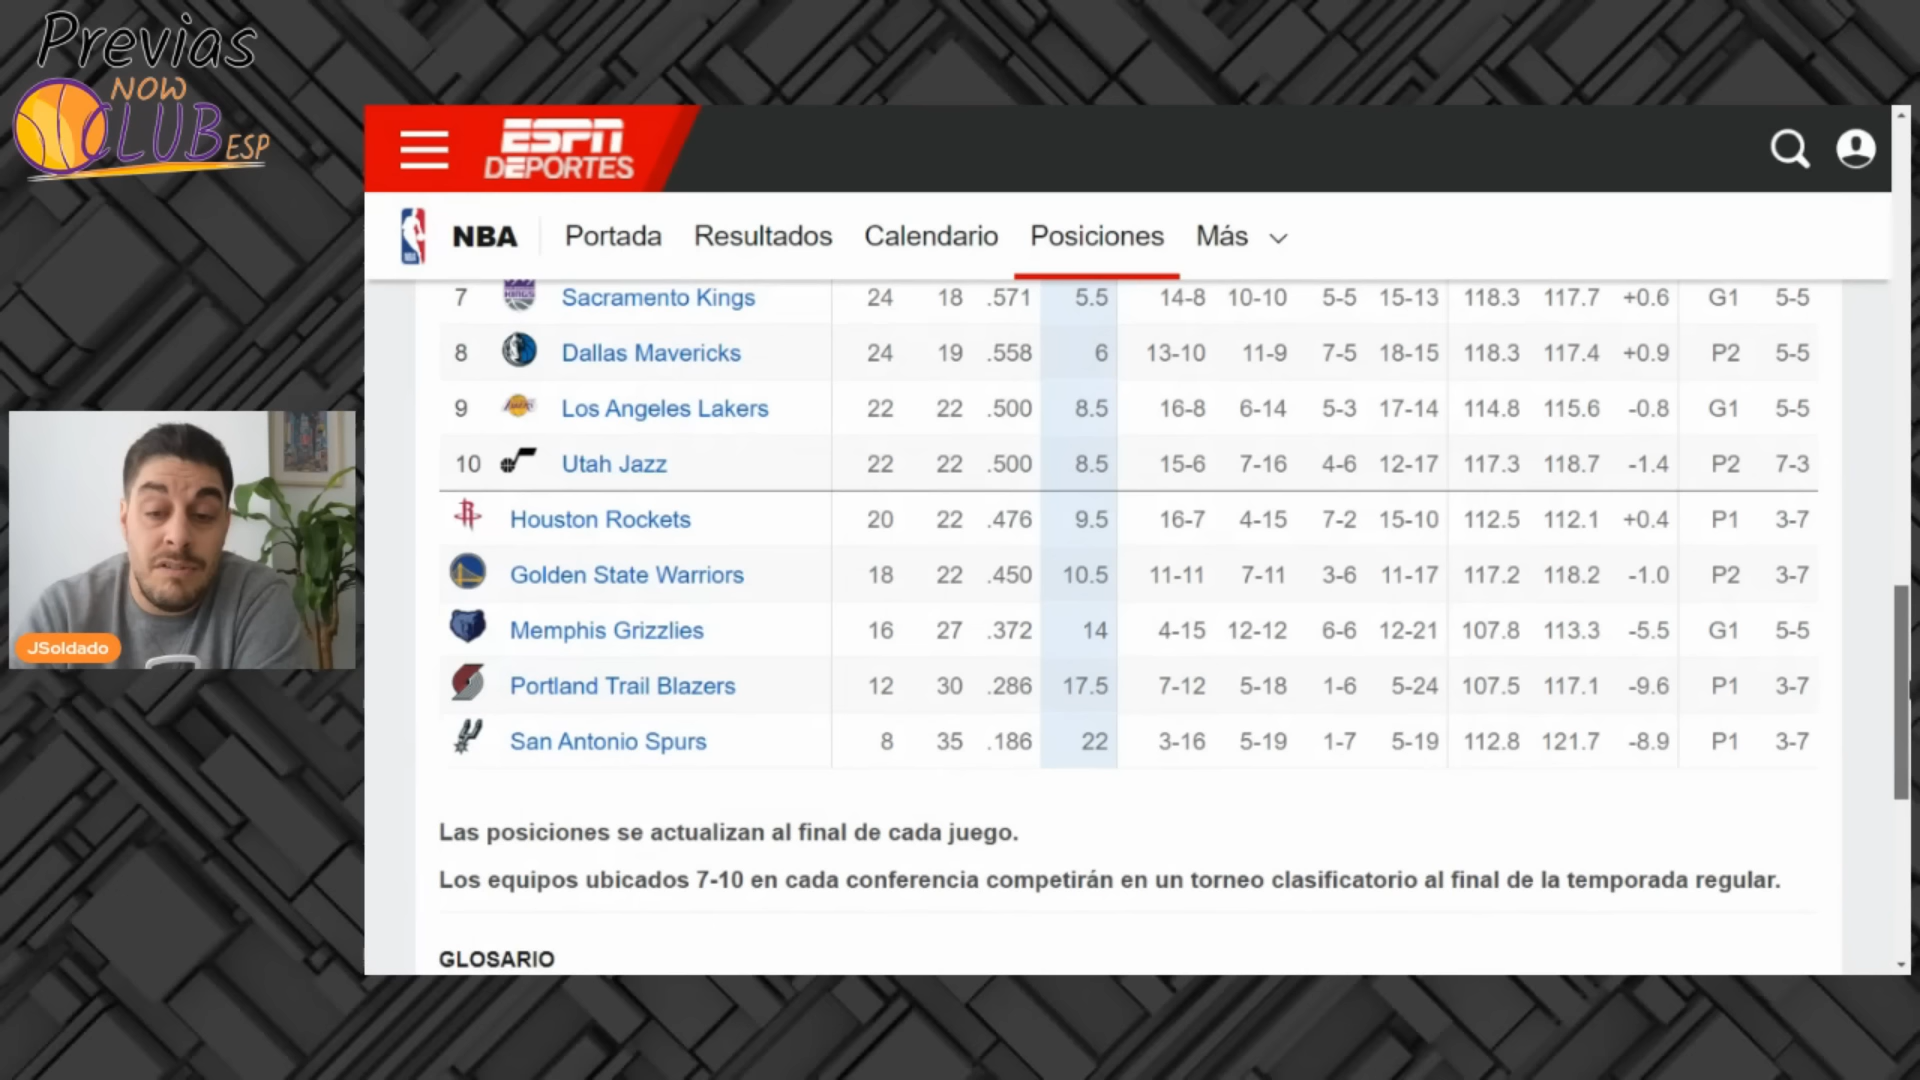 Previas
NOW
CLUB ESP
ESPN
DEPORTES
NBA Portada Resultados Calendario Posiciones Más
7 KINGS Sacramento Kings 24 18 .571 5.5 14-8 10-10 5-5 15-13 118.3 117.7 +0.6 G1 5-5
8 Dallas Mavericks 24 19 .558 6 13-10 11-9 7-5 18-15 118.3 117.4 +0.9 P2 5-5
9 Los Angeles Lakers 22 22 .500 8.5 16-8 6-14 5-3 17-14 114.8 115.6 -0.8 G1 5-5
10 Utah Jazz 22 22 .500 8.5 15-6 7-16 4-6 12-17 117.3 118.7 -1.4 P2 7-3
Houston Rockets 20 22 .476 9.5 16-7 4-15 7-2 15-10 112.5 112.1 +0.4 P1 3-7
Golden State Warriors 18 22 .450 10.5 11-11 7-11 3-6 11-17 117.2 118.2 -1.0 P2 3-7
Memphis Grizzlies 16 27 .372 14 4-15 12-12 6-6 12-21 107.8 113.3 -5.5 G1 5-5
Portland Trail Blazers 12 30 .286 17.5 7-12 5-18 1-6 5-24 107.5 117.1 -9.6 P1 3-7
San Antonio Spurs 8 35 .186 22 3-16 5-19 1-7 5-19 112.8 121.7 -8.9 P1 3-7
JSoldado
Las posiciones se actualizan al final de cada juego.
Los equipos ubicados 7-10 en cada conferencia competirán en un torneo clasificatorio al final de la temporada regular.
GLOSARIO